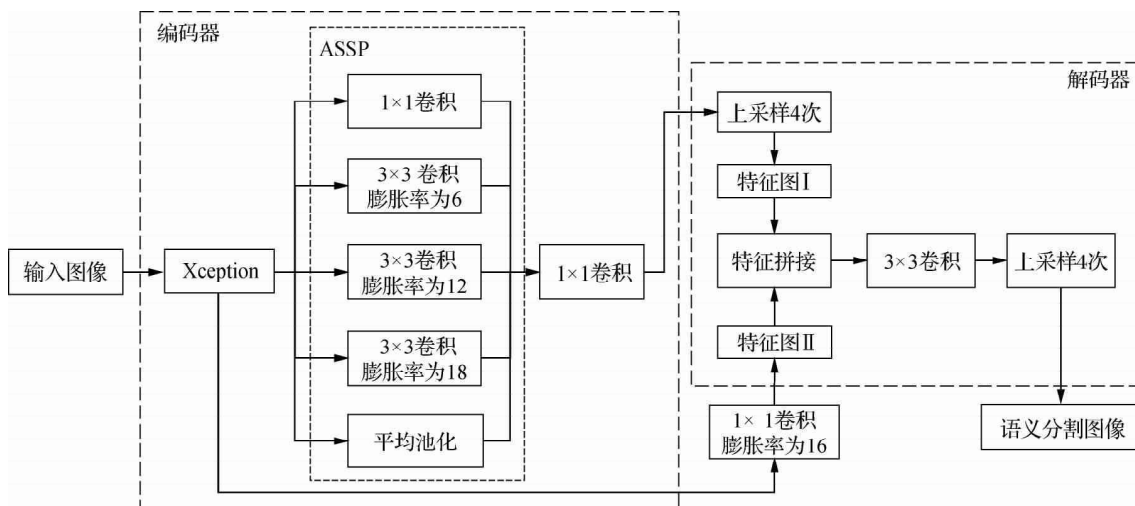 编码器
ASSP
解码器
1×1卷积
上采样4次
3×3 卷积
膨胀率为6
特征图Ⅰ
输入图像
Xception
3×3卷积
膨胀率为12
1×1卷积
特征拼接
3×3卷积
上采样4次
3×3卷积
膨胀率为18
特征图Ⅱ
平均池化
1× 1卷积
膨胀率为16
语义分割图像